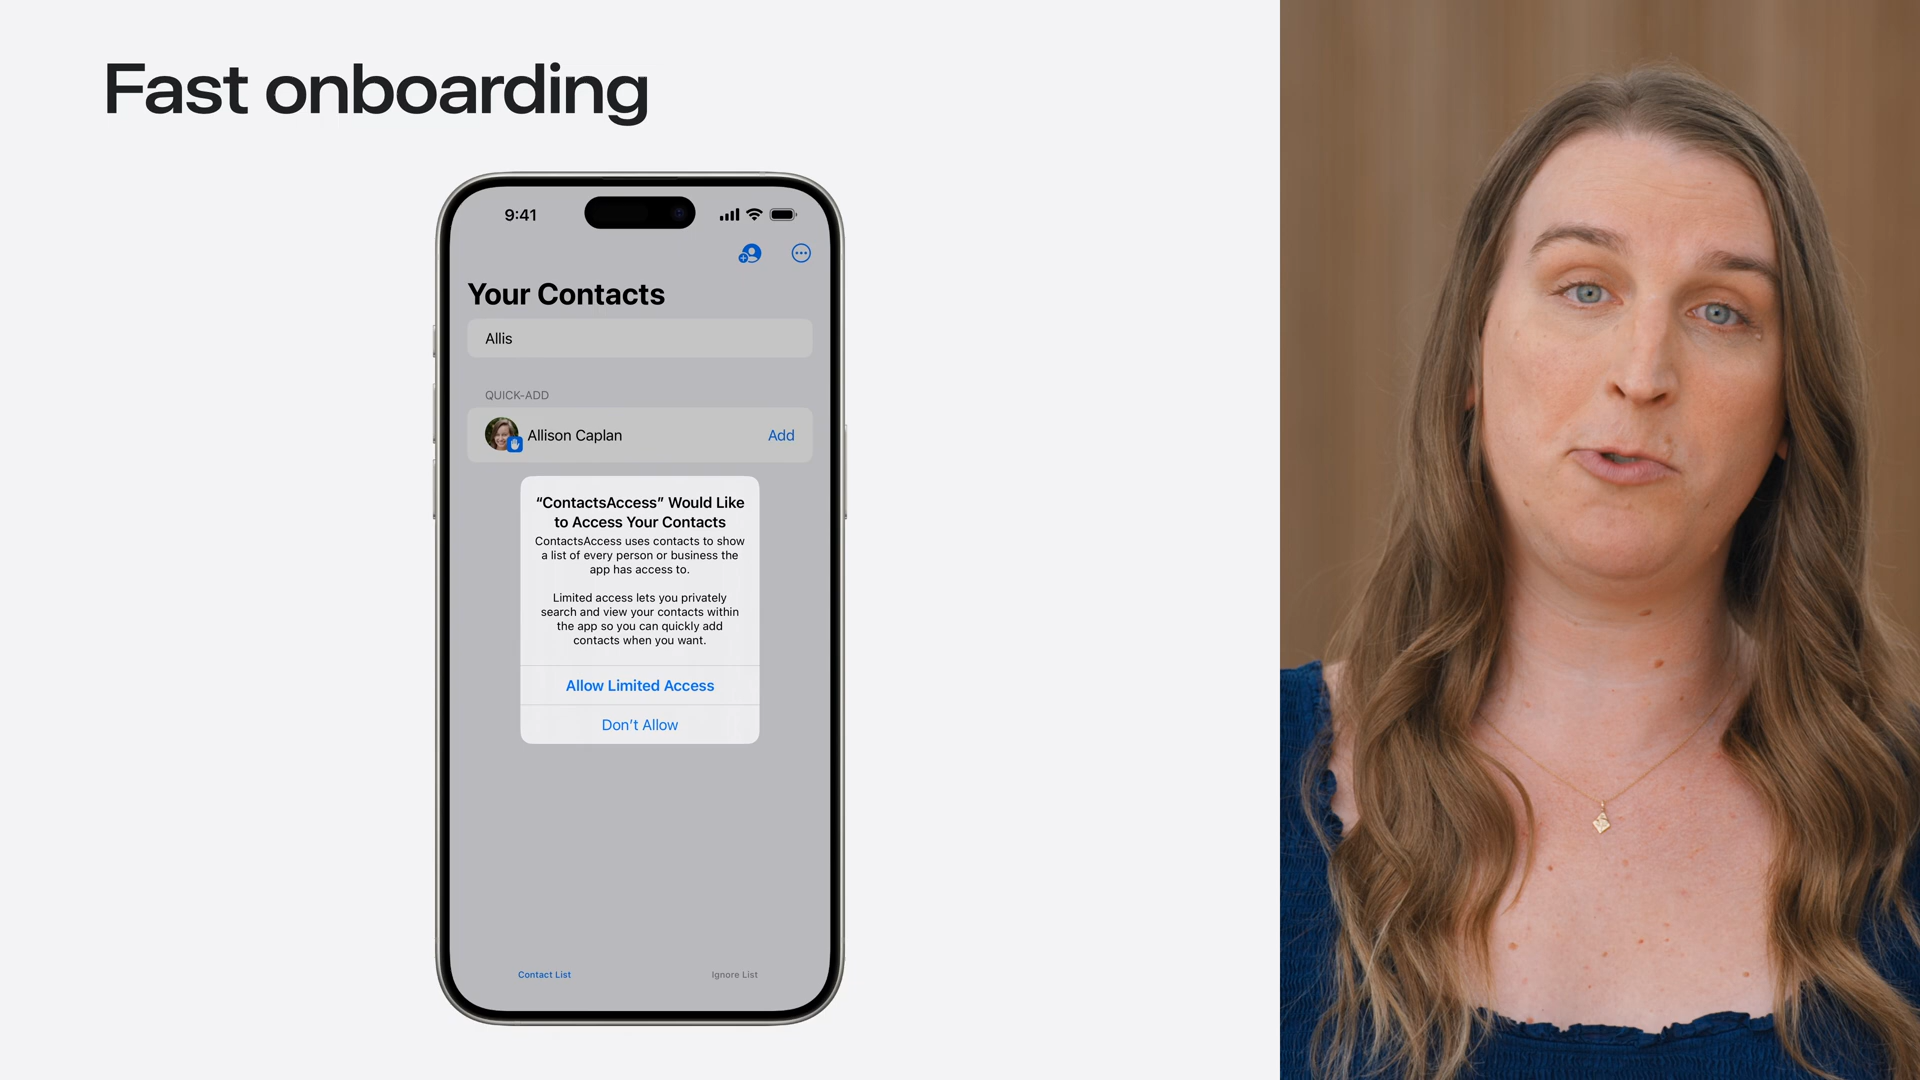 Fast onboarding
9:41
Your Contacts
Allis
QUICK-ADD
Allison Caplan
Add
“ContactsAccess” Would Like
to Access Your Contacts
ContactsAccess uses contacts to show
a list of every person or business the
app has access to.
Limited access lets you privately
search and view your contacts within
the app so you can quickly add
contacts when you want.
Allow Limited Access
Don’t Allow
Contact List
Ignore List